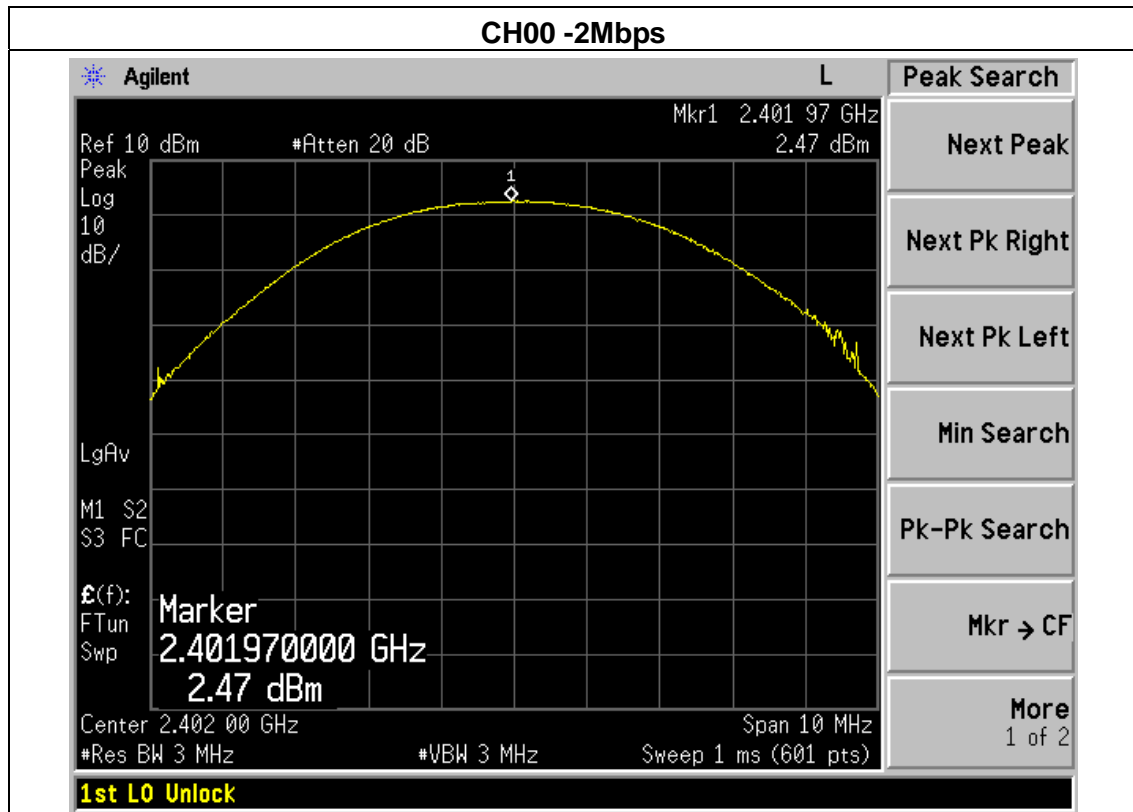 CH00 -2Mbps
Agilent L Peak Search
Mkr1 2.401 97 GHz
Ref 10 dBm #Atten 20 dB 2.47 dBm
Peak
Log
10
dB/
1
LgAv
M1 S2
S3 FC
£(f):
FTun
Swp
Marker
2.401970000 GHz
2.47 dBm
Center 2.402 00 GHz Span 10 MHz
#Res BW 3 MHz #VBW 3 MHz Sweep 1 ms (601 pts)
1st LO Unlock
Next Peak
Next Pk Right
Next Pk Left
Min Search
Pk-Pk Search
Mkr → CF
More
1 of 2